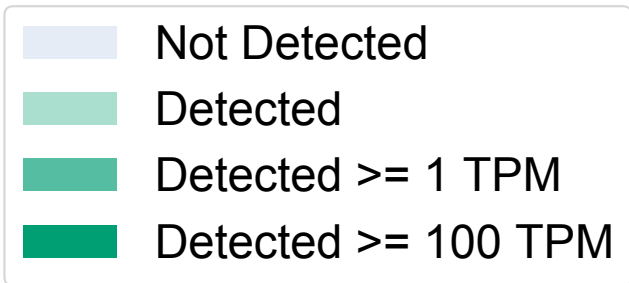 Not Detected
Detected
Detected >= 1 TPM
Detected >= 100 TPM